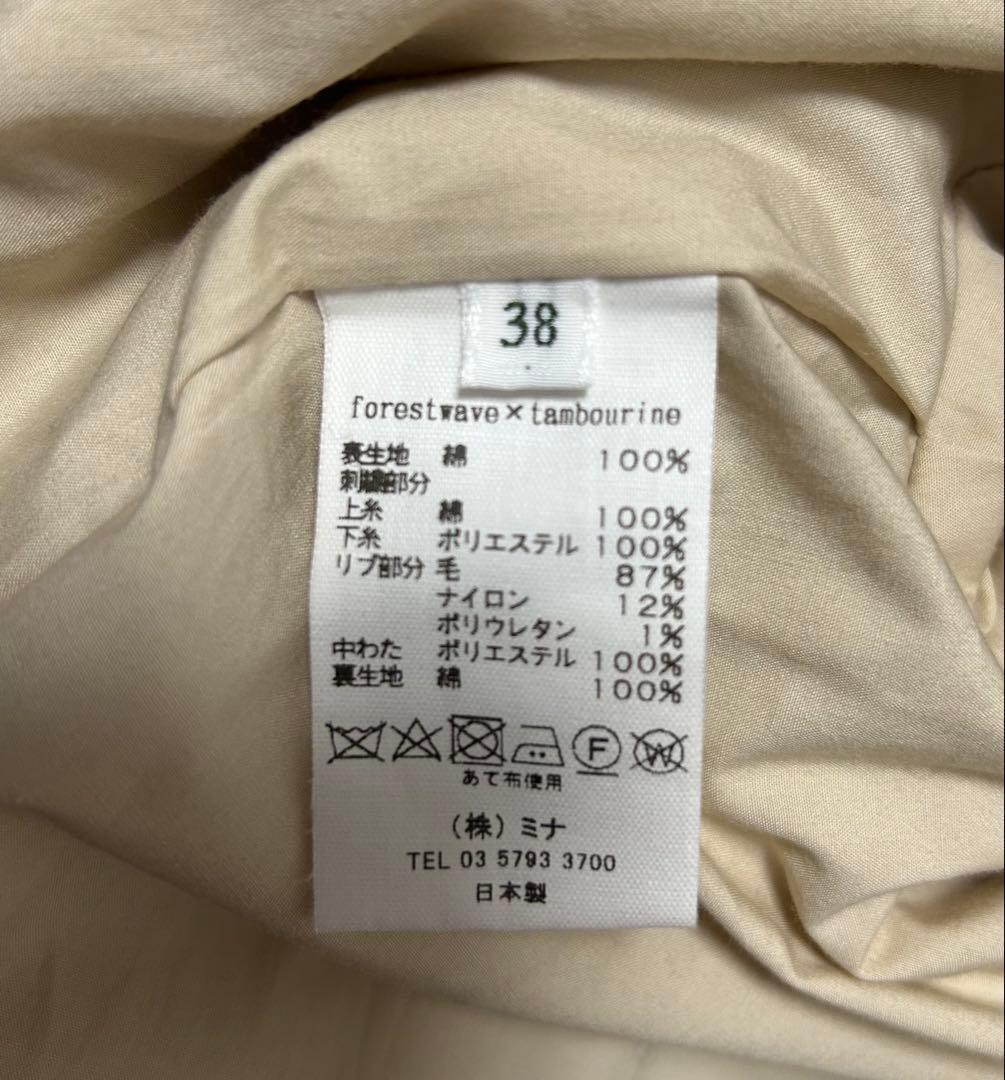 38
forestwave×tambourine
表生地 綿 100%
刺繍部分
上糸 綿 100%
下糸 ポリエステル 100%
リブ部分 毛 87%
ナイロン 12%
ポリウレタン 1%
中わた ポリエステル 100%
裏生地 綿 100%
F W
あて布使用
(株)ミナ
TEL 03 5793 3700
日本製